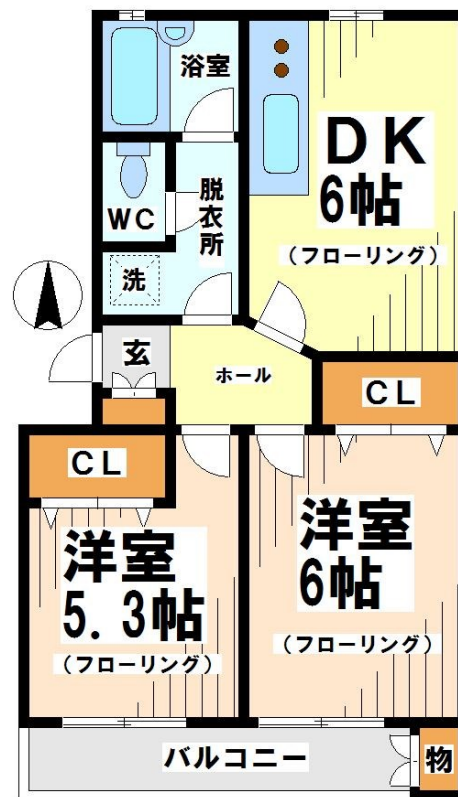 浴室
DK
6帖
(フローリング)
WC
脱衣所
洗
玄
ホール
CL
CL
洋室
5.3帖
(フローリング)
洋室
6帖
(フローリング)
バルコニー
物